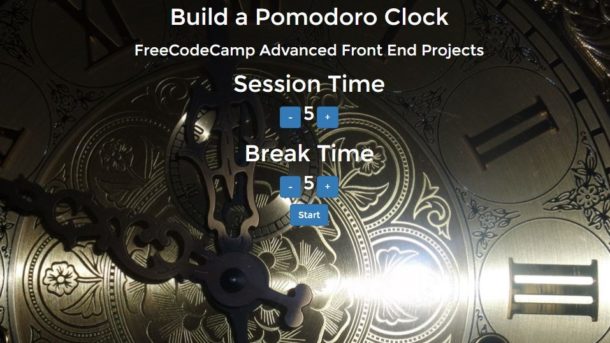 Build a Pomodoro Clock
FreeCodeCamp Advanced Front End Projects
Session Time
- 5 +
Break Time
- 5 +
Start